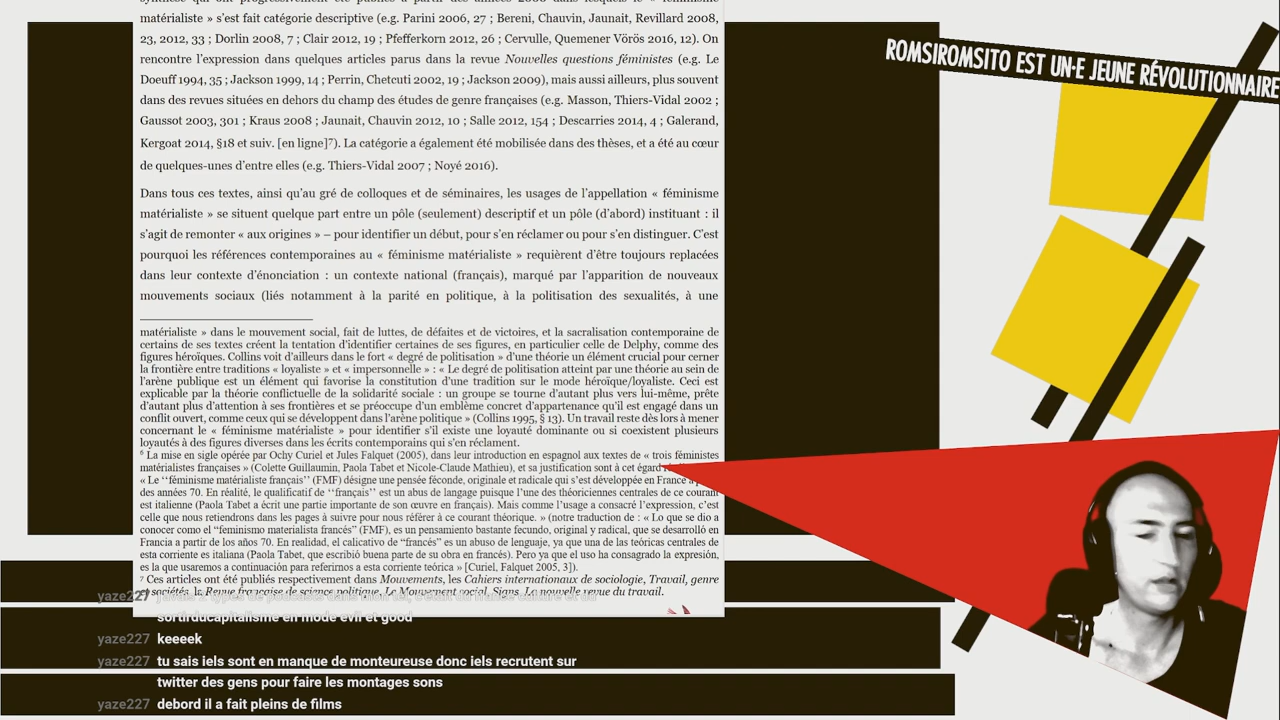 synthèse qui ont progressivement été publiés à partir des années 2000 dans lesquels le « féminisme
matérialiste » s’est fait catégorie descriptive (e.g. Parini 2006, 27 ; Bereni, Chauvin, Jaunait, Revillard 2008,
23, 2012, 33 ; Dorlin 2008, 7 ; Clair 2012, 19 ; Pfefferkorn 2012, 26 ; Cervulle, Quemener Vörös 2016, 12). On
rencontre l’expression dans quelques articles parus dans la revue Nouvelles questions féministes (e.g. Le
Doeuff 1994, 35 ; Jackson 1999, 14 ; Perrin, Chetcuti 2002, 19 ; Jackson 2009), mais aussi ailleurs, plus souvent
dans des revues situées en dehors du champ des études de genre françaises (e.g. Masson, Thiers-Vidal 2002 ;
Gaussot 2003, 301 ; Kraus 2008 ; Jaunait, Chauvin 2012, 10 ; Salle 2012, 154 ; Descarries 2014, 4 ; Galerand,
Kergoat 2014, §18 et suiv. [en ligne]⁷). La catégorie a également été mobilisée dans des thèses, et a été au cœur
de quelques-unes d’entre elles (e.g. Thiers-Vidal 2007 ; Noyé 2016).
Dans tous ces textes, ainsi qu’au gré de colloques et de séminaires, les usages de l’appellation « féminisme
matérialiste » se situent quelque part entre un pôle (seulement) descriptif et un pôle (d’abord) instituant : il
s’agit de remonter « aux origines » – pour identifier un début, pour s’en réclamer ou pour s’en distinguer. C’est
pourquoi les références contemporaines au « féminisme matérialiste » requièrent d’être toujours replacées
dans leur contexte d’énonciation : un contexte national (français), marqué par l’apparition de nouveaux
mouvements sociaux (liés notamment à la parité en politique, à la politisation des sexualités, à une
matérialiste » dans le mouvement social, fait de luttes, de défaites et de victoires, et la sacralisation contemporaine de
certains de ses textes créent la tentation d’identifier certaines de ses figures, en particulier celle de Delphy, comme des
figures héroïques. Collins voit d’ailleurs dans le fort « degré de politisation » d’une théorie un élément crucial pour cerner
la frontière entre traditions « loyaliste » et « impersonnelle » : « Le degré de politisation atteint par une théorie au sein de
l’arène publique est un élément qui favorise la constitution d’une tradition sur le mode héroïque/loyaliste. Ceci est
explicable par la théorie conflictuelle de la solidarité sociale : un groupe se tourne d’autant plus vers lui-même, prête
d’autant plus d’attention à ses frontières et se préoccupe d’un emblème concret d’appartenance qu’il est engagé dans un
conflit ouvert, comme ceux qui se développent dans l’arène politique » (Collins 1995, § 13). Un travail reste dès lors à mener
concernant le « féminisme matérialiste » pour identifier s’il existe une loyauté dominante ou si coexistent plusieurs
loyautés à des figures diverses dans les écrits contemporains qui s’en réclament.
⁶ La mise en sigle opérée par Ochy Curiel et Jules Falquet (2005), dans leur introduction en espagnol aux textes de « trois féministes
matérialistes françaises » (Colette Guillaumin, Paola Tabet et Nicole-Claude Mathieu), et sa justification sont à cet égard
« Le ‘‘féminisme matérialiste français’’ (FMF) désigne une pensée féconde, originale et radicale qui s’est développée en France à
des années 70. En réalité, le qualificatif de ‘‘français’’ est un abus de langage puisque l’une des théoriciennes centrales de ce courant
est italienne (Paola Tabet a écrit une partie importante de son œuvre en français). Mais comme l’usage a consacré l’expression, c’est
celle que nous retiendrons dans les pages à suivre pour nous référer à ce courant théorique. » (notre traduction de : « Lo que se dio a
conocer como el “feminismo materialista francés” (FMF), es un pensamiento bastante fecundo, original y radical, que se desarrolló en
Francia a partir de los años 70. En realidad, el calicativo de “francés” es un abuso de lenguaje, ya que una de las teóricas centrales de
esta corriente es italiana (Paola Tabet, que escribió buena parte de su obra en francés). Pero ya que el uso ha consagrado la expresión,
es la que usaremos a continuación para referirnos a esta corriente teórica » [Curiel, Falquet 2005, 3]).
⁷ Ces articles ont été publiés respectivement dans Mouvements, les Cahiers internationaux de sociologie, Travail, genre
et sociétés, la Revue française de science politique, Le Mouvement social, Signs, La nouvelle revue du travail.
yaze227
sortirducapitalisme en mode evil et good
yaze227 keeeek
yaze227 tu sais iels sont en manque de monteureuse donc iels recrutent sur
twitter des gens pour faire les montages sons
yaze227 debord il a fait pleins de films
ROMSIROMSITO EST UN·E JEUNE RÉVOLUTIONNAIRE